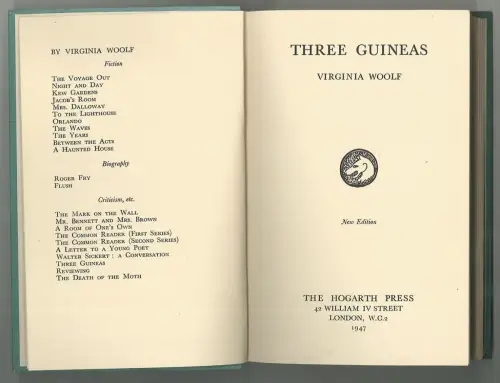 BY VIRGINIA WOOLF
Fiction
THE VOYAGE OUT
NIGHT AND DAY
KEW GARDENS
JACOB'S ROOM
MRS. DALLOWAY
TO THE LIGHTHOUSE
ORLANDO
THE WAVES
THE YEARS
BETWEEN THE ACTS
A HAUNTED HOUSE
Biography
ROGER FRY
FLUSH
Criticism, etc.
THE MARK ON THE WALL
MR. BENNETT AND MRS. BROWN
A ROOM OF ONE'S OWN
THE COMMON READER (FIRST SERIES)
THE COMMON READER (SECOND SERIES)
A LETTER TO A YOUNG POET
WALTER SICKERT : A CONVERSATION
THREE GUINEAS
REVIEWING
THE DEATH OF THE MOTH
THREE GUINEAS
VIRGINIA WOOLF
New Edition
THE HOGARTH PRESS
42 WILLIAM IV STREET
LONDON, W.C.2
1947